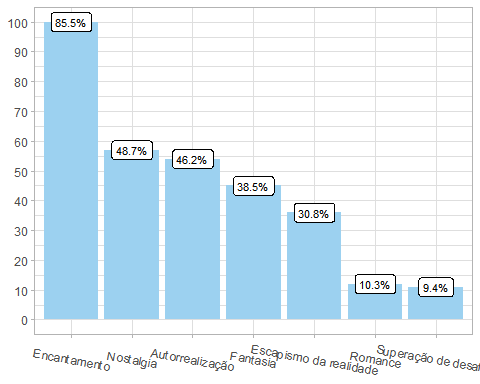 100
90
80
70
60
50
40
30
20
10
0
85.5%
48.7%
46.2%
38.5%
30.8%
10.3%
9.4%
Encantamento
Nostalgia
Autorrealização
Fantasia
Escapismo da realidade
Romance
Superação de desaf